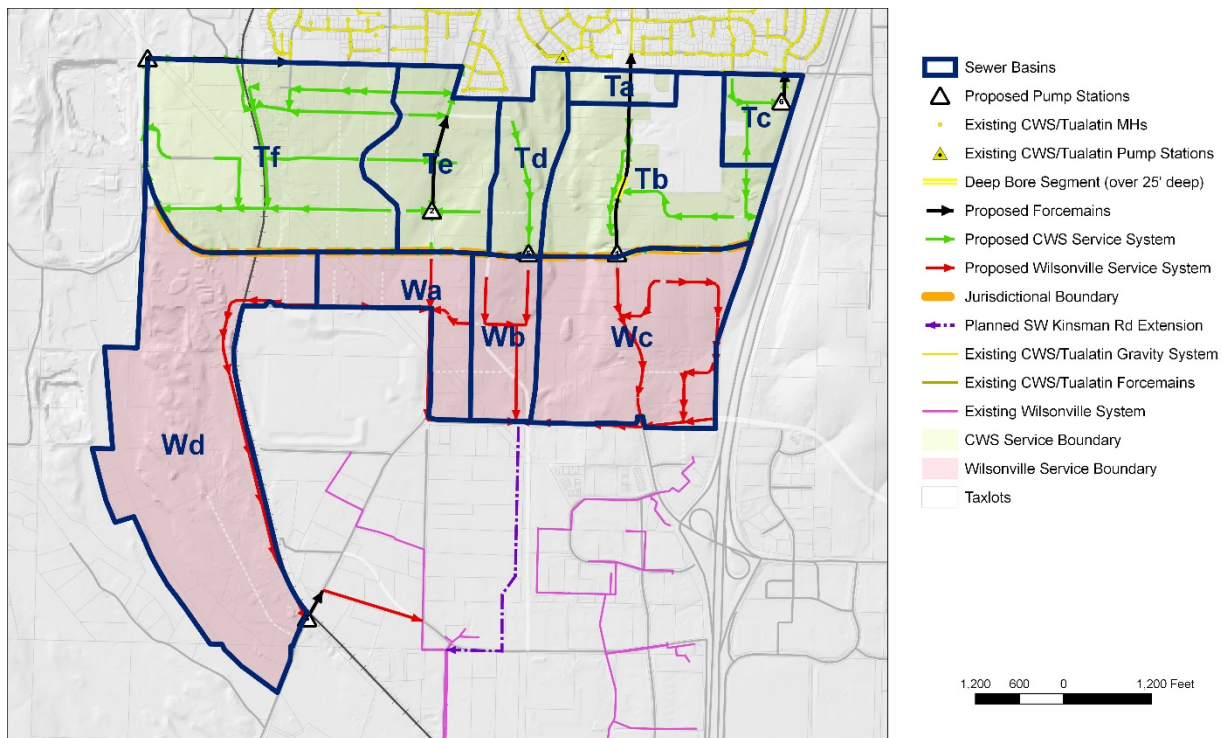 Ta
Tc
Tf
Te
Td
Tb
6
2
Wa
Wb
Wc
Wd
Sewer Basins
Proposed Pump Stations
Existing CWS/Tualatin MHs
Existing CWS/Tualatin Pump Stations
Deep Bore Segment (over 25' deep)
Proposed Forcemains
Proposed CWS Service System
Proposed Wilsonville Service System
Jurisdictional Boundary
Planned SW Kinsman Rd Extension
Existing CWS/Tualatin Gravity System
Existing CWS/Tualatin Forcemains
Existing Wilsonville System
CWS Service Boundary
Wilsonville Service Boundary
Taxlots
1,200 600 0 1,200 Feet